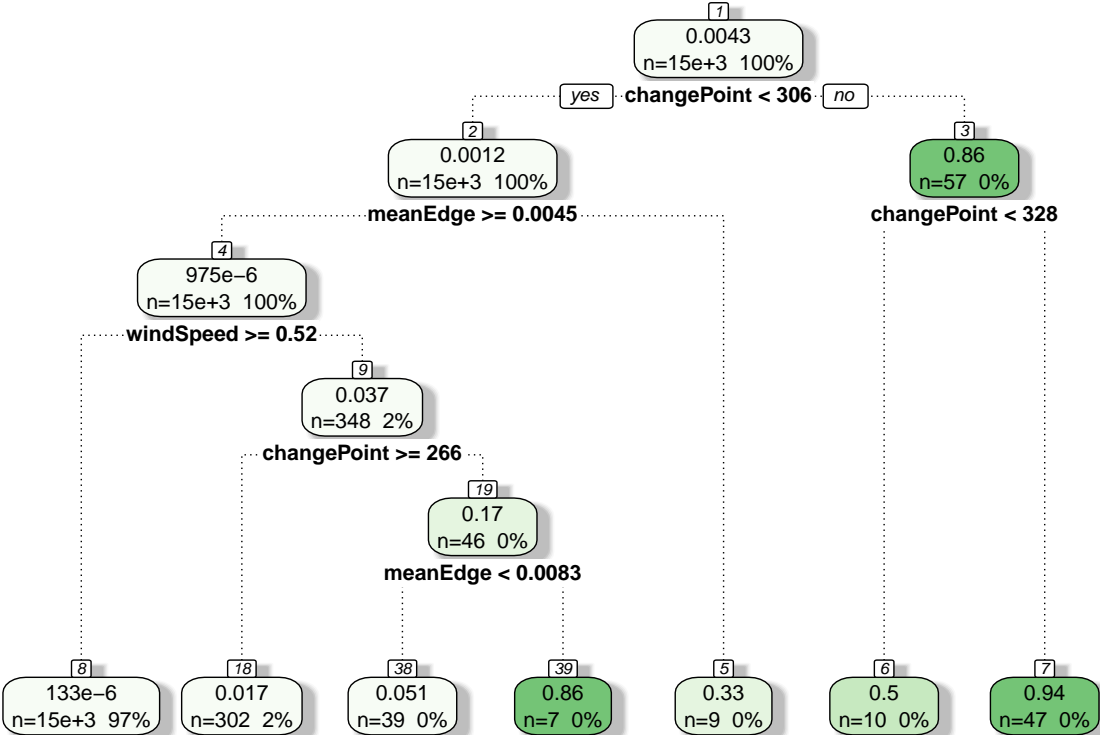 1
0.0043
n=15e+3 100%
yes changePoint < 306 no
2
0.0012
n=15e+3 100%
3
0.86
n=57 0%
meanEdge >= 0.0045
changePoint < 328
4
975e−6
n=15e+3 100%
windSpeed >= 0.52
9
0.037
n=348 2%
changePoint >= 266
19
0.17
n=46 0%
meanEdge < 0.0083
8
133e−6
n=15e+3 97%
18
0.017
n=302 2%
38
0.051
n=39 0%
39
0.86
n=7 0%
5
0.33
n=9 0%
6
0.5
n=10 0%
7
0.94
n=47 0%